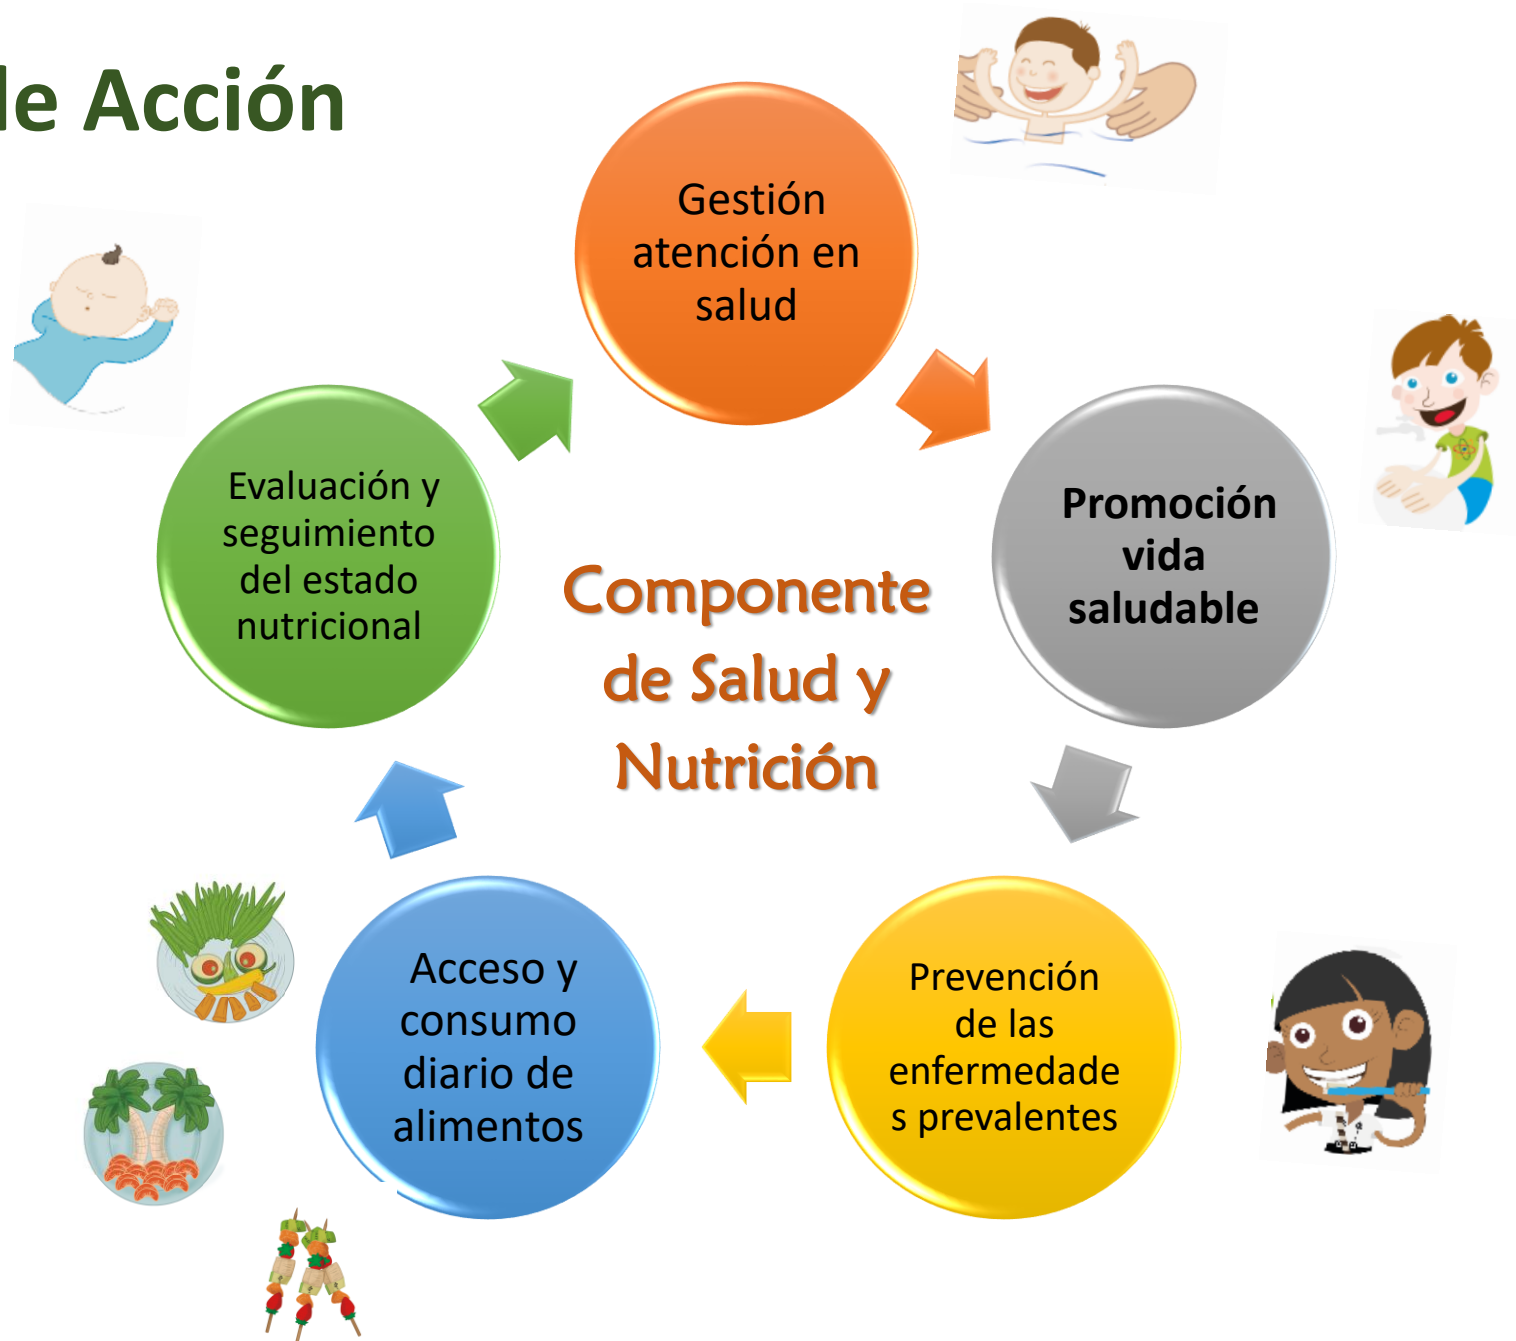 de Acción
Gestión
atención en
salud
Promoción
vida
saludable
Prevención
de las
enfermedade
s prevalentes
Acceso y
consumo
diario de
alimentos
Evaluación y
seguimiento
del estado
nutricional
Componente
de Salud y
Nutrición